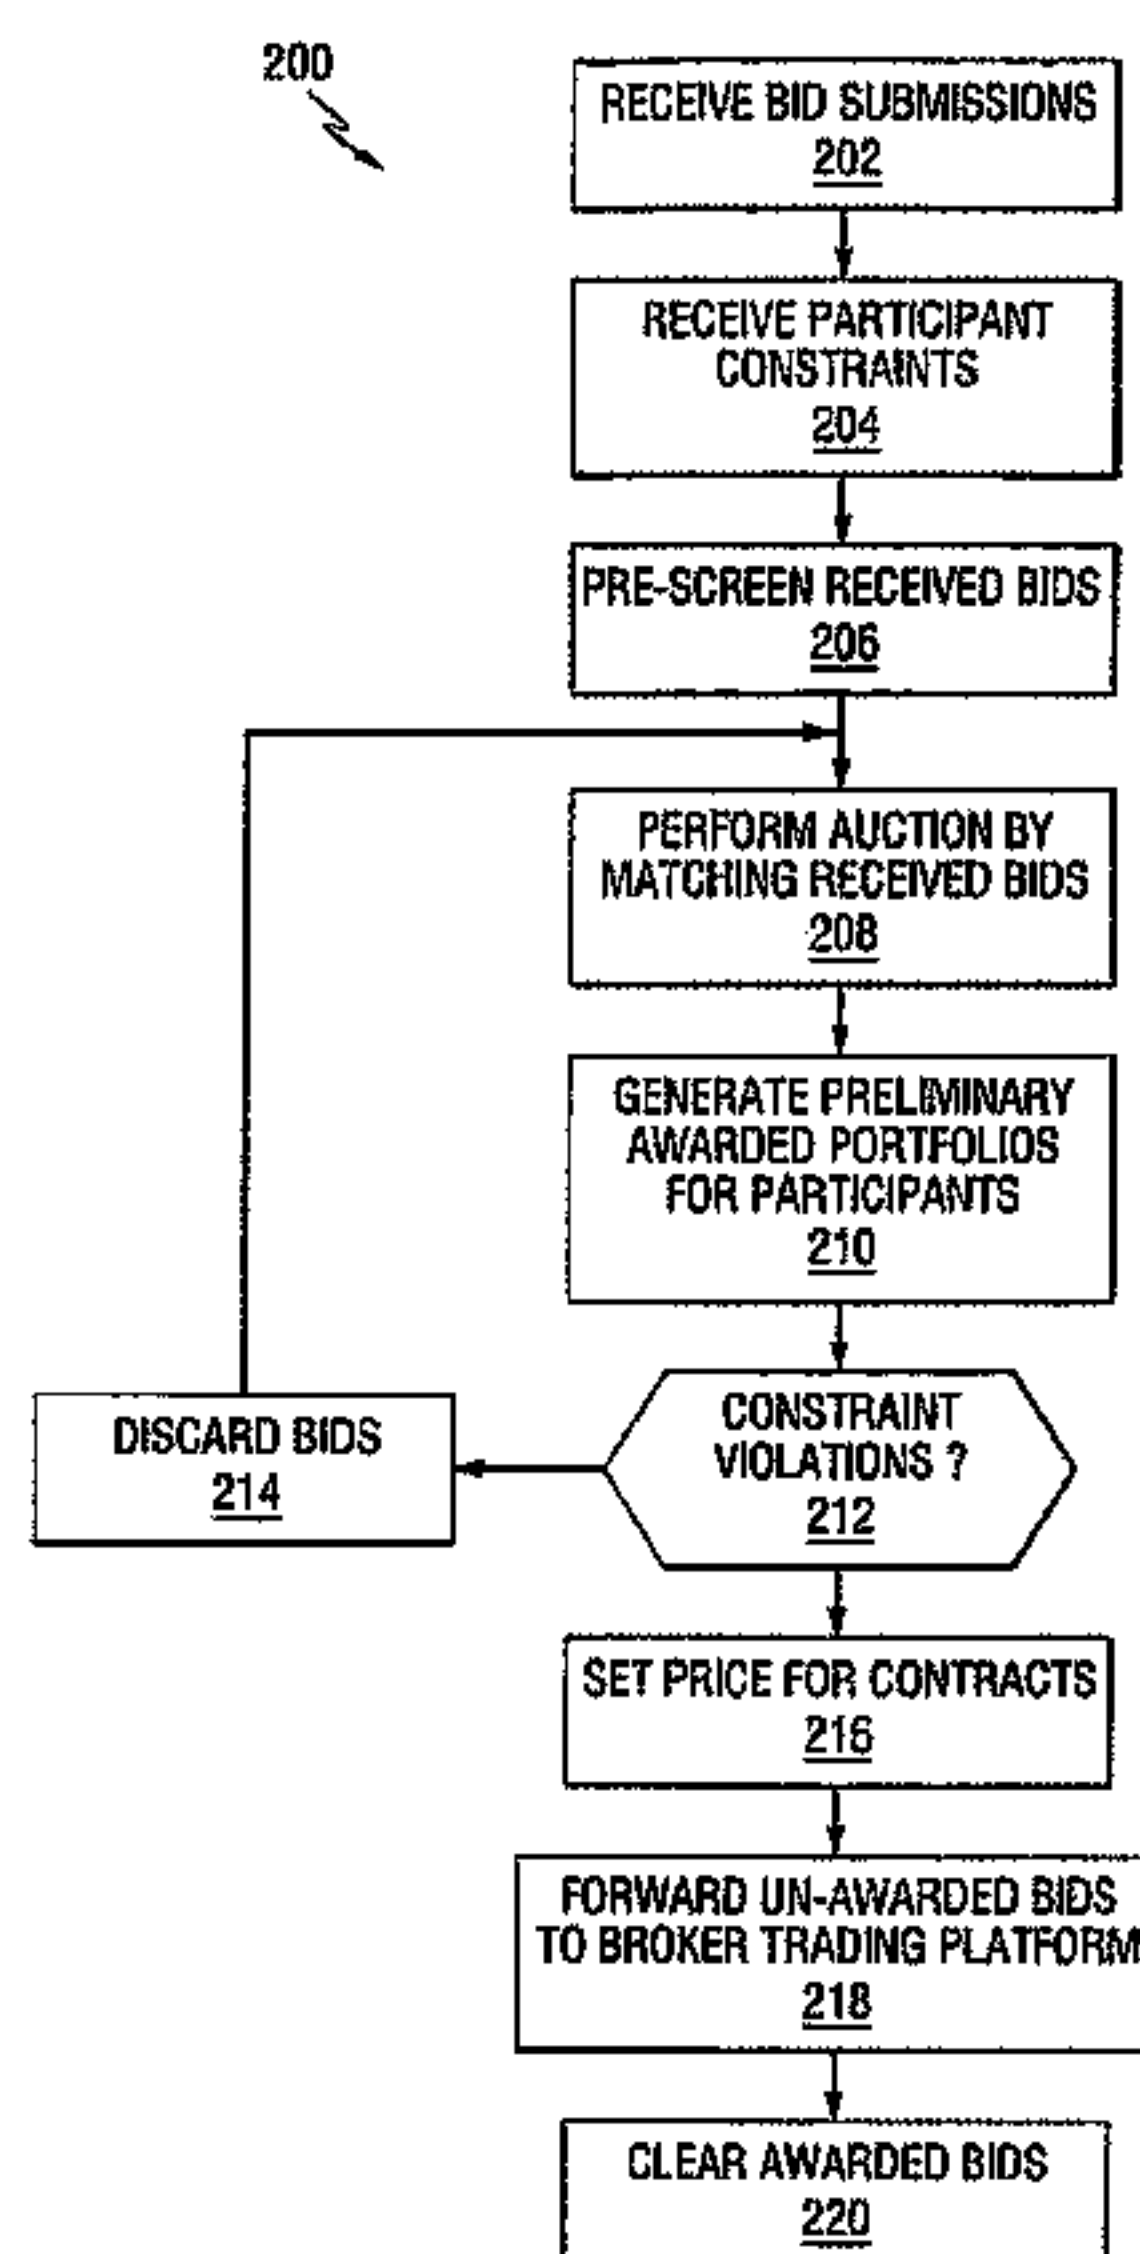 200
RECEIVE BID SUBMISSIONS
202
RECEIVE PARTICIPANT
CONSTRAINTS
204
PRE-SCREEN RECEIVED BIDS
206
PERFORM AUCTION BY
MATCHING RECEIVED BIDS
208
GENERATE PRELIMINARY
AWARDED PORTFOLIOS
FOR PARTICIPANTS
210
CONSTRAINT
VIOLATIONS ?
212
DISCARD BIDS
214
SET PRICE FOR CONTRACTS
216
FORWARD UN-AWARDED BIDS
TO BROKER TRADING PLATFORM
218
CLEAR AWARDED BIDS
220